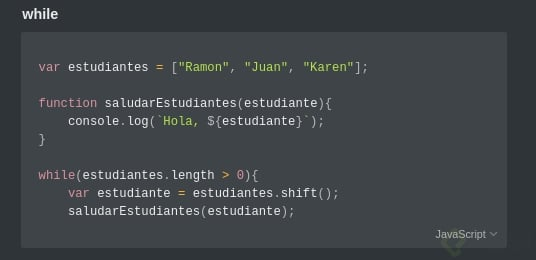 while
var estudiantes = ["Ramon", "Juan", "Karen"];
function saludarEstudiantes(estudiante){
    console.log(`Hola, ${estudiante}`);
}
while(estudiantes.length > 0){
    var estudiante = estudiantes.shift();
    saludarEstudiantes(estudiante);
JavaScript